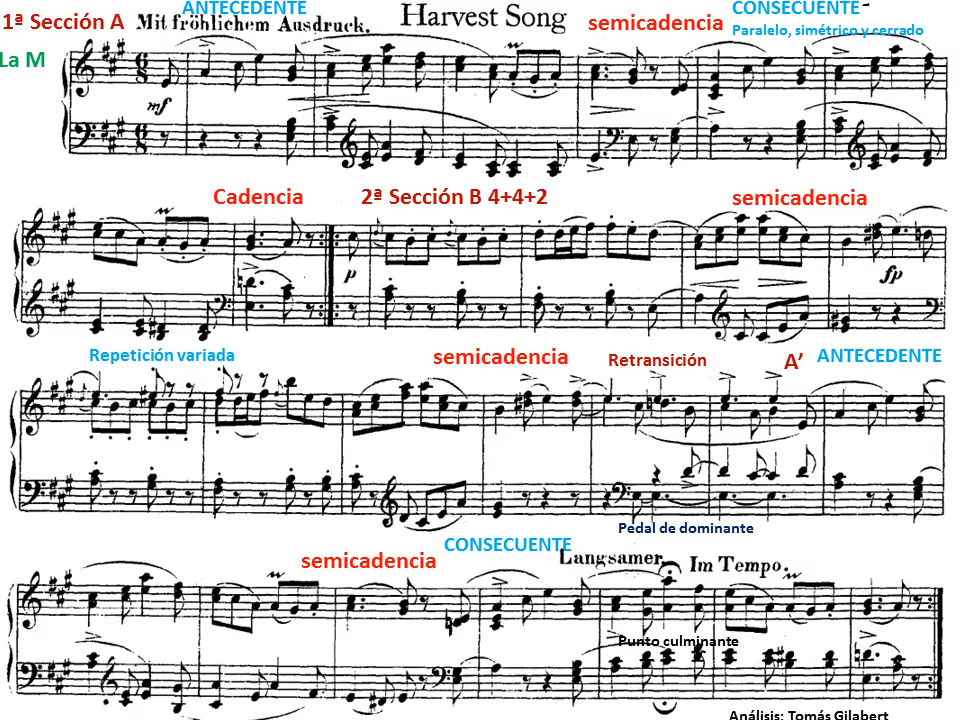 ANTECEDENTE CONSECUENTE
1ª Sección A Mit fröhlichem Ausdruck. Harvest Song semicadencia
Paralelo, simétrico y cerrado
La M
mf
Cadencia 2ª Sección B 4+4+2 semicadencia
p fp
Repetición variada semicadencia Retransición A’ ANTECEDENTE
Pedal de dominante
semicadencia CONSECUENTE Langsamer. Im Tempo.
Punto culminante
Análisis: Tomás Gilabert